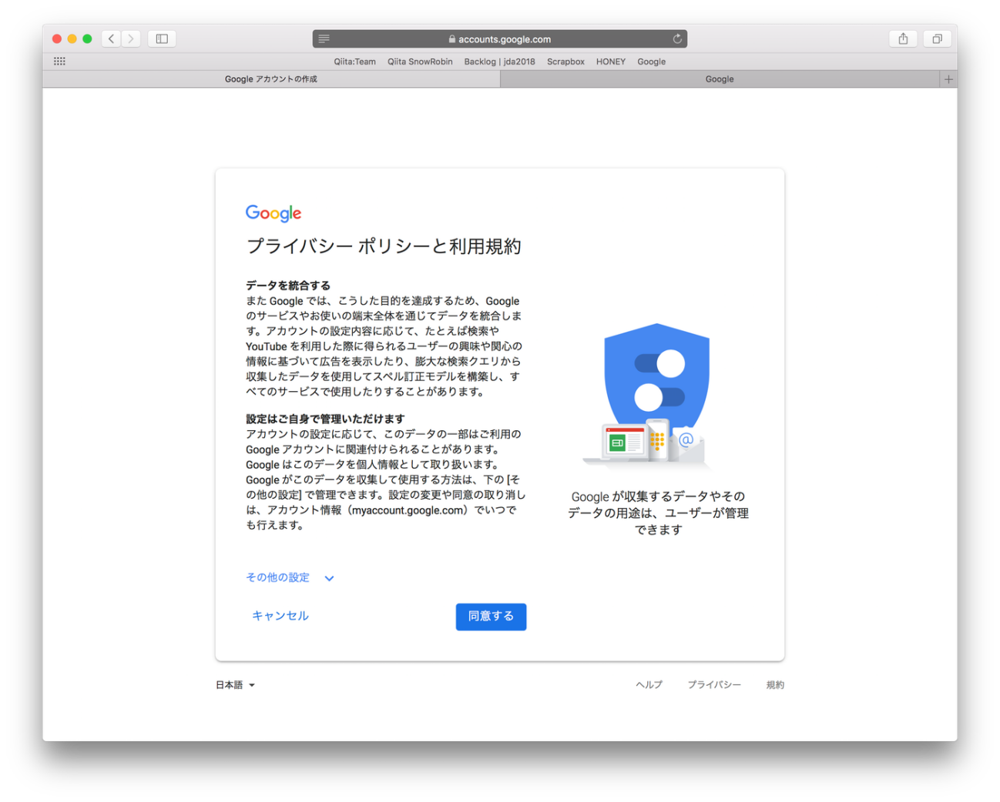 accounts.google.com
Qiita:Team Qiita SnowRobin Backlog | jda2018 Scrapbox HONEY Google
Google アカウントの作成
Google
Google
プライバシー ポリシーと利用規約
データを統合する
また Google では、こうした目的を達成するため、Google
のサービスやお使いの端末全体を通じてデータを統合しま
す。アカウントの設定内容に応じて、たとえば検索や
YouTube を利用した際に得られるユーザーの興味や関心の
情報に基づいて広告を表示したり、膨大な検索クエリから
収集したデータを使用してスペル訂正モデルを構築し、す
べてのサービスで使用したりすることがあります。
設定はご自身で管理いただけます
アカウントの設定に応じて、このデータの一部はご利用の
Google アカウントに関連付けられることがあります。
Google はこのデータを個人情報として取り扱います。
Google がこのデータを収集して使用する方法は、下の [そ
の他の設定] で管理できます。設定の変更や同意の取り消し
は、アカウント情報（myaccount.google.com）でいつで
も行えます。
@
Google が収集するデータやその
データの用途は、ユーザーが管理
できます
その他の設定
キャンセル
同意する
日本語
ヘルプ プライバシー 規約